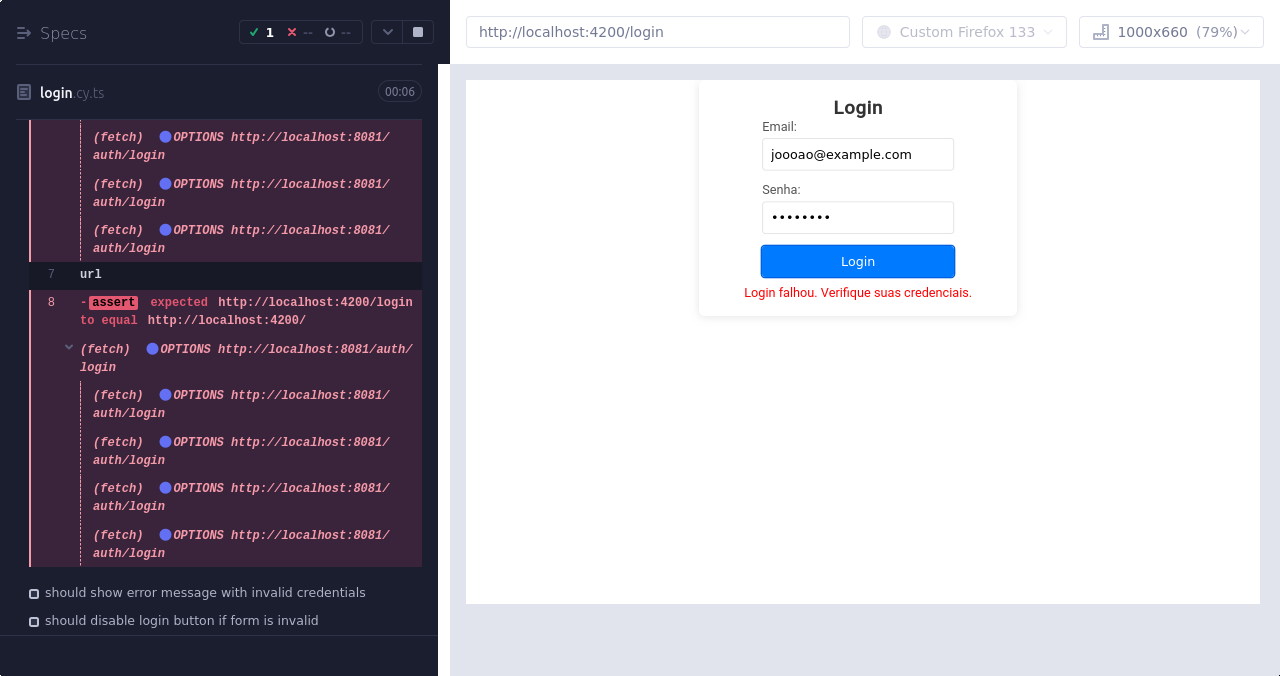 Specs
1
--
--
login.cy.ts
00:06
(fetch) OPTIONS http://localhost:8081/
auth/login
(fetch) OPTIONS http://localhost:8081/
auth/login
(fetch) OPTIONS http://localhost:8081/
auth/login
7 url
8 -assert expected http://localhost:4200/login
to equal http://localhost:4200/
(fetch) OPTIONS http://localhost:8081/auth/
login
(fetch) OPTIONS http://localhost:8081/
auth/login
(fetch) OPTIONS http://localhost:8081/
auth/login
(fetch) OPTIONS http://localhost:8081/
auth/login
(fetch) OPTIONS http://localhost:8081/
auth/login
should show error message with invalid credentials
should disable login button if form is invalid
http://localhost:4200/login
Custom Firefox 133
1000x660 (79%)
Login
Email:
joooao@example.com
Senha:
Login
Login falhou. Verifique suas credenciais.